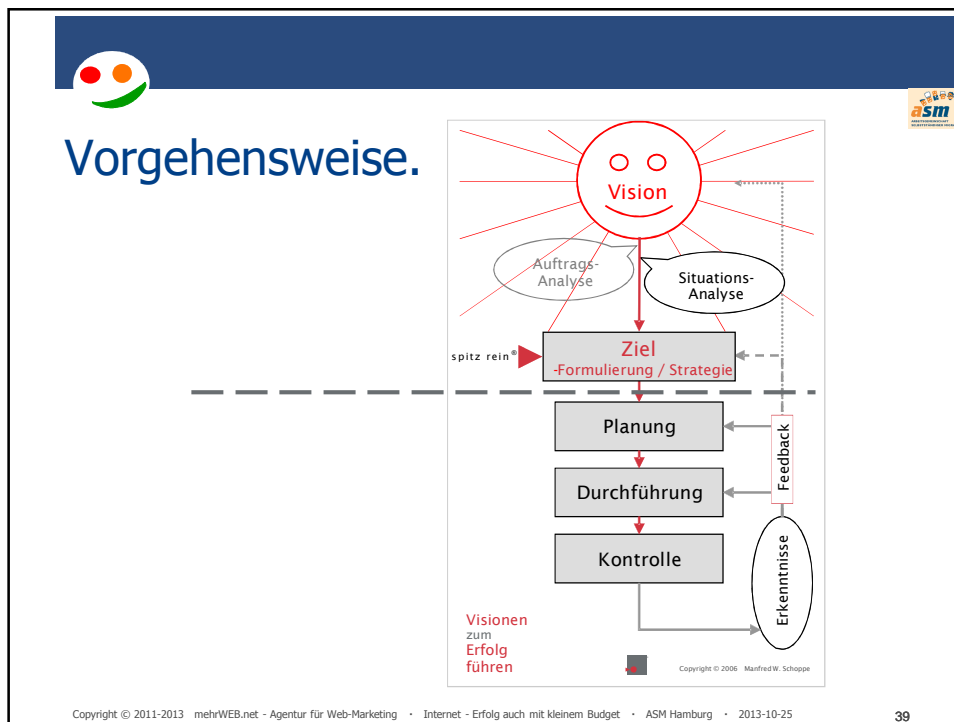 asm
Vorgehensweise.
Vision
Auftrags-
Analyse
Situations-
Analyse
spitz rein®
Ziel
-Formulierung / Strategie
Planung
Durchführung
Kontrolle
Feedback
Erkenntnisse
Visionen
zum
Erfolg
führen
Copyright © 2006 Manfred W. Schoppe
Copyright © 2011-2013 mehrWEB.net - Agentur für Web-Marketing · Internet - Erfolg auch mit kleinem Budget · ASM Hamburg · 2013-10-25
39